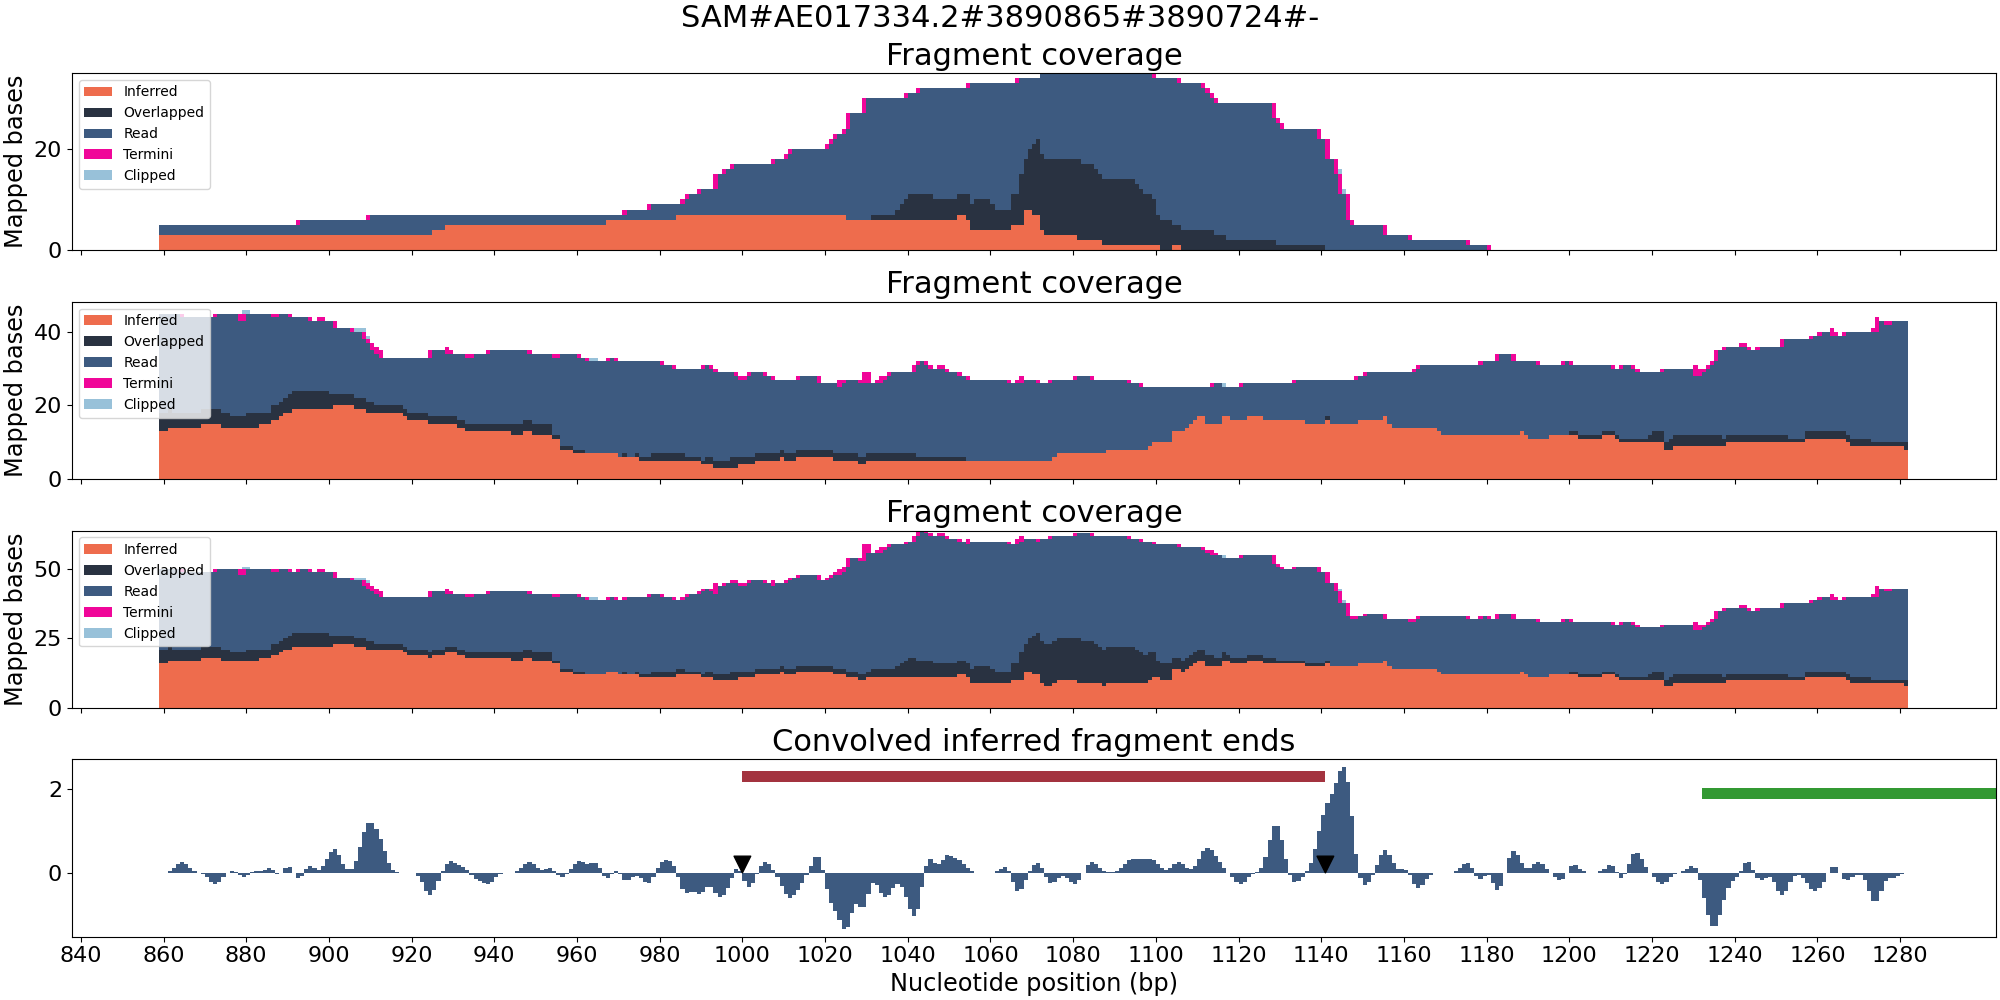 SAM#AE017334.2#3890865#3890724#-
Fragment coverage
Mapped bases
20
0
Inferred
Overlapped
Read
Termini
Clipped
Fragment coverage
Mapped bases
40
20
0
Inferred
Overlapped
Read
Termini
Clipped
Fragment coverage
Mapped bases
50
25
0
Inferred
Overlapped
Read
Termini
Clipped
Convolved inferred fragment ends
2
0
840 860 880 900 920 940 960 980 1000 1020 1040 1060 1080 1100 1120 1140 1160 1180 1200 1220 1240 1260 1280
Nucleotide position (bp)